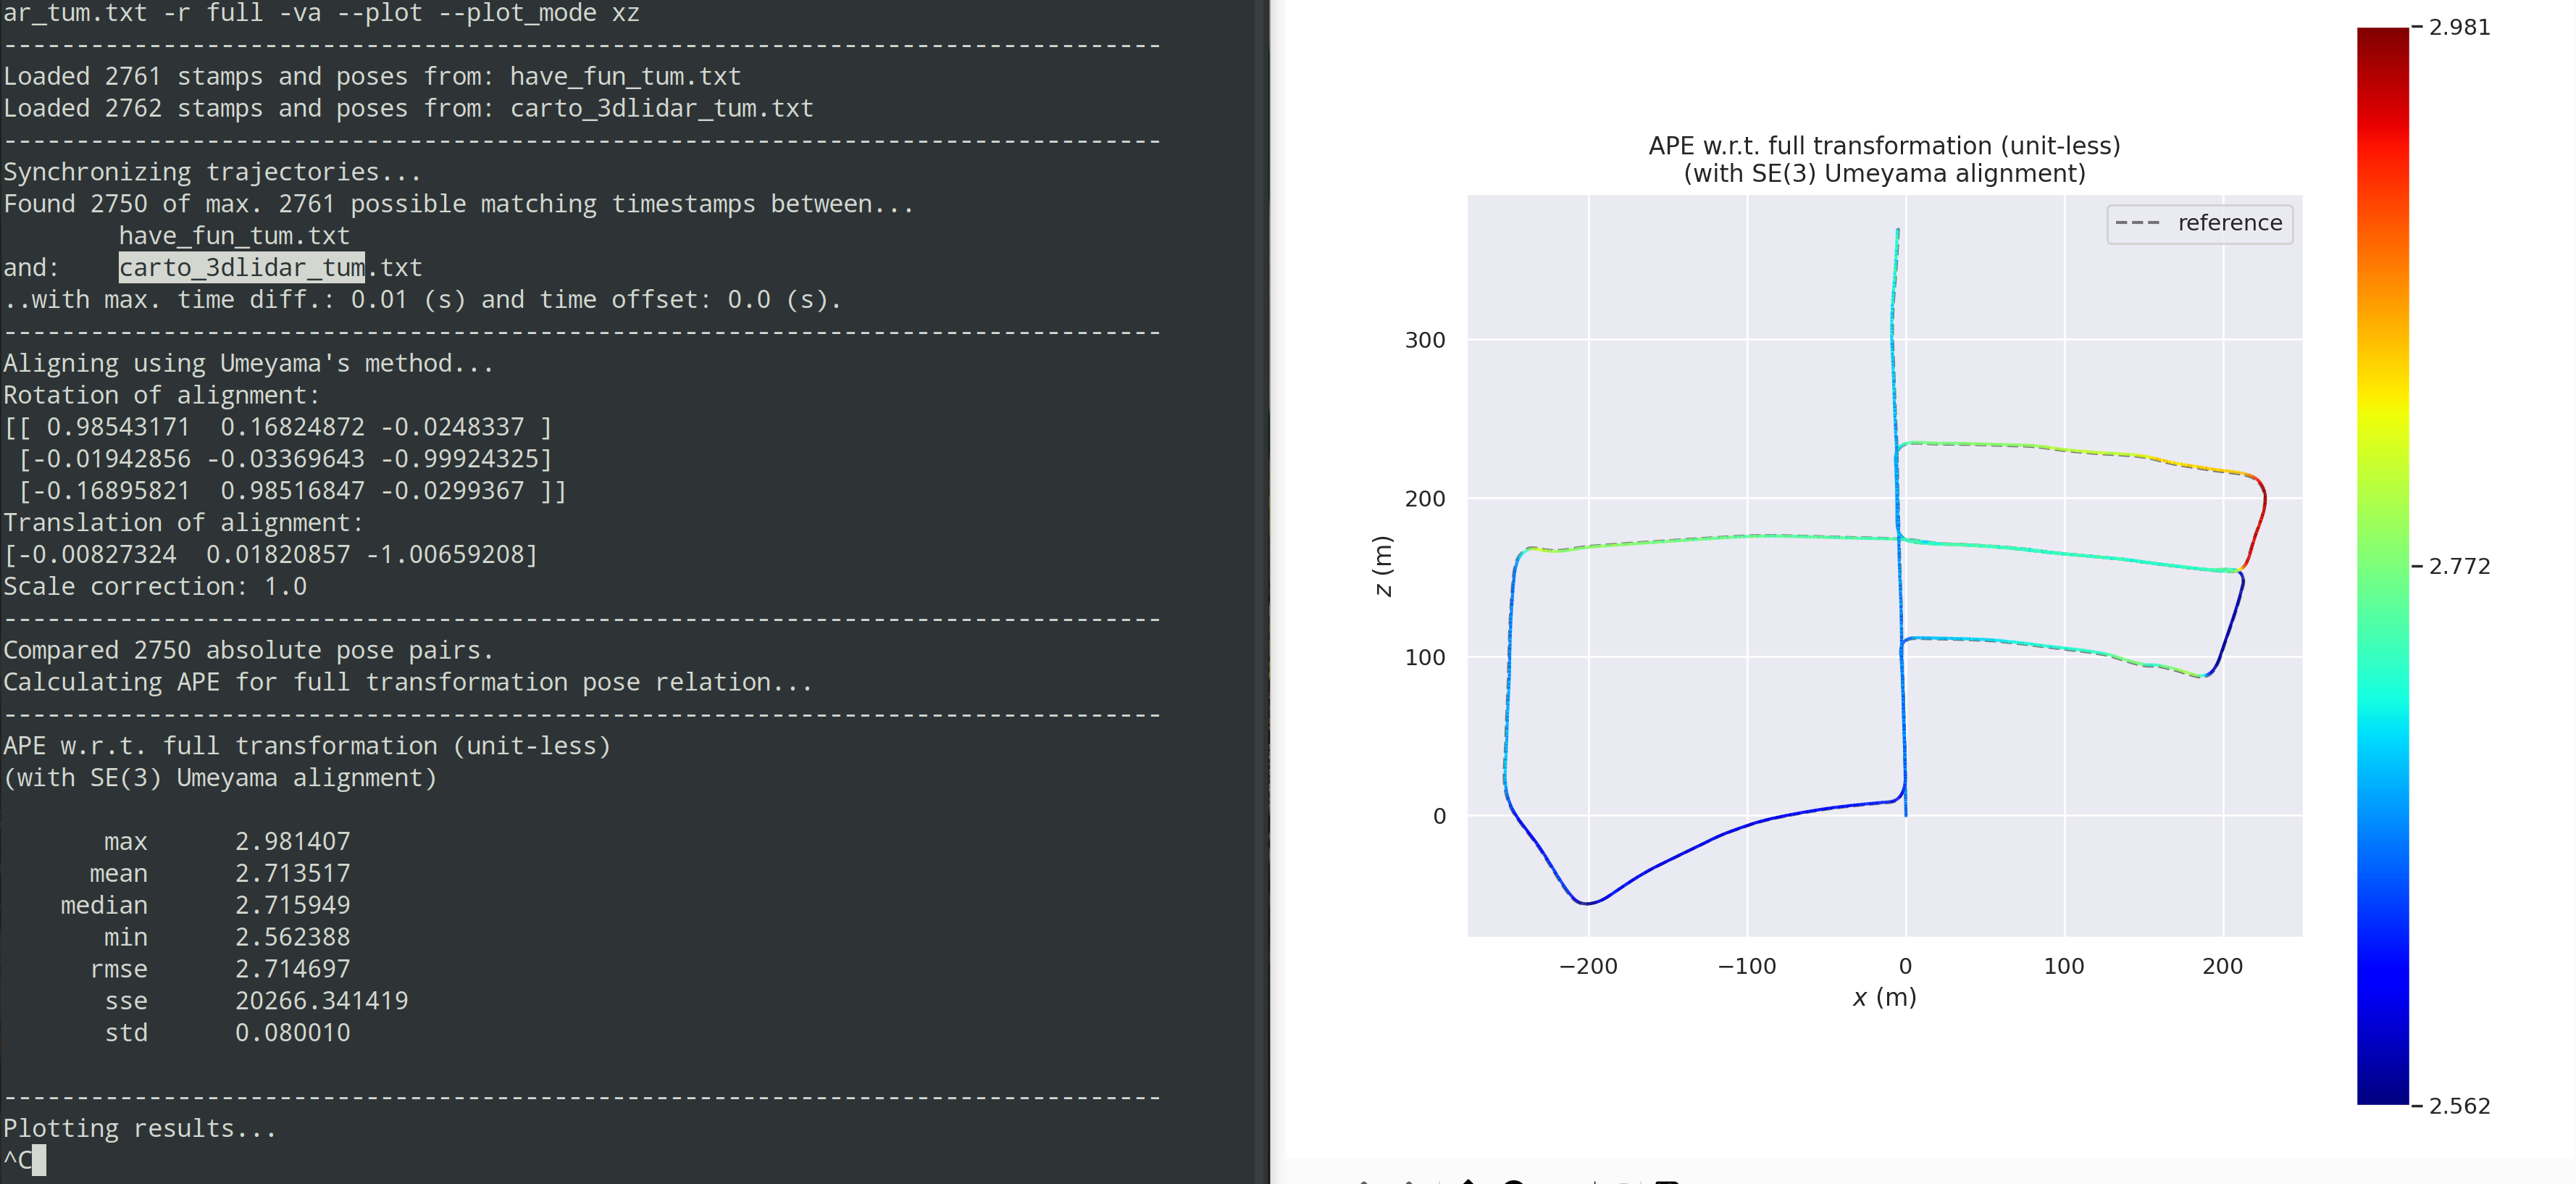 ar_tum.txt -r full -va --plot --plot_mode xz
--------------------------------------------------------------------------------
Loaded 2761 stamps and poses from: have_fun_tum.txt
Loaded 2762 stamps and poses from: carto_3dlidar_tum.txt
--------------------------------------------------------------------------------
Synchronizing trajectories...
Found 2750 of max. 2761 possible matching timestamps between...
have_fun_tum.txt
and: carto_3dlidar_tum.txt
..with max. time diff.: 0.01 (s) and time offset: 0.0 (s).
--------------------------------------------------------------------------------
Aligning using Umeyama's method...
Rotation of alignment:
[[ 0.98543171 0.16824872 -0.0248337 ]
[-0.01942856 -0.03369643 -0.99924325]
[-0.16895821 0.98516847 -0.0299367 ]]
Translation of alignment:
[-0.00827324 0.01820857 -1.00659208]
Scale correction: 1.0
--------------------------------------------------------------------------------
Compared 2750 absolute pose pairs.
Calculating APE for full transformation pose relation...
--------------------------------------------------------------------------------
APE w.r.t. full transformation (unit-less)
(with SE(3) Umeyama alignment)
max 2.981407
mean 2.713517
median 2.715949
min 2.562388
rmse 2.714697
sse 20266.341419
std 0.080010
--------------------------------------------------------------------------------
Plotting results...
^C
APE w.r.t. full transformation (unit-less)
(with SE(3) Umeyama alignment)
reference
300
200
100
0
z (m)
−200
−100
0
100
200
x (m)
2.981
2.772
2.562